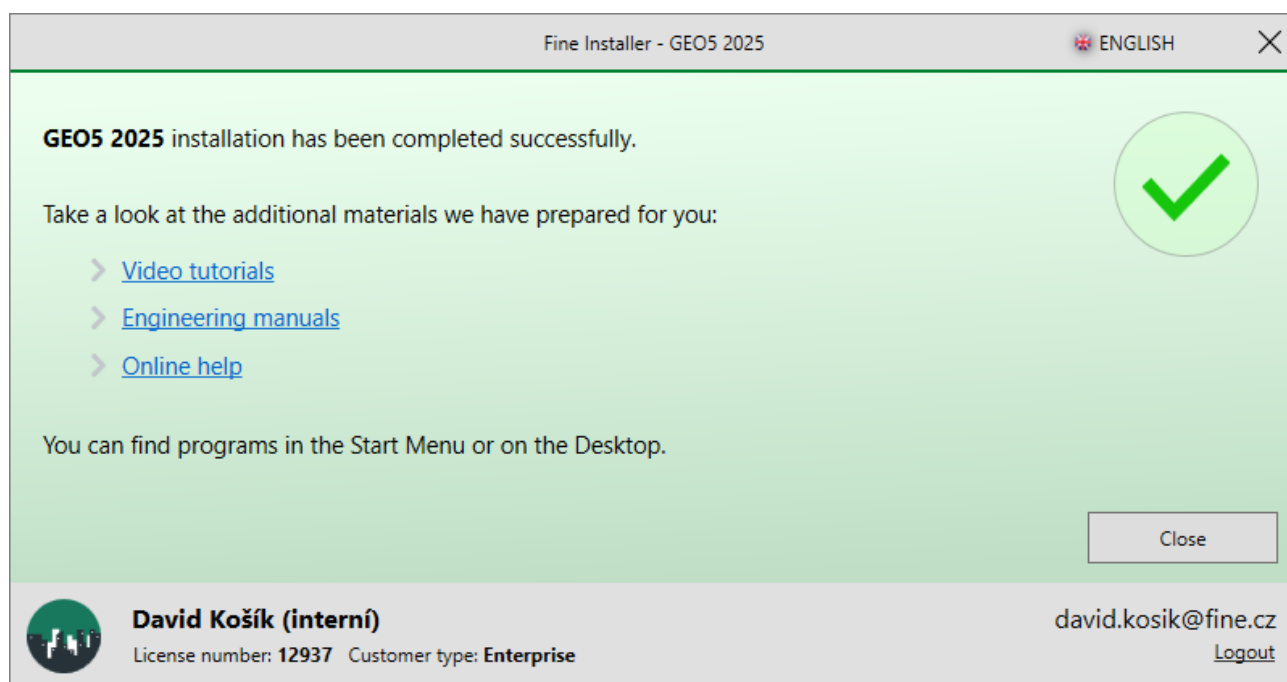 Fine Installer - GEO5 2025
ENGLISH
GEO5 2025 installation has been completed successfully.
Take a look at the additional materials we have prepared for you:
Video tutorials
Engineering manuals
Online help
You can find programs in the Start Menu or on the Desktop.
Close
David Košík (interní)
david.kosik@fine.cz
License number: 12937 Customer type: Enterprise
Logout